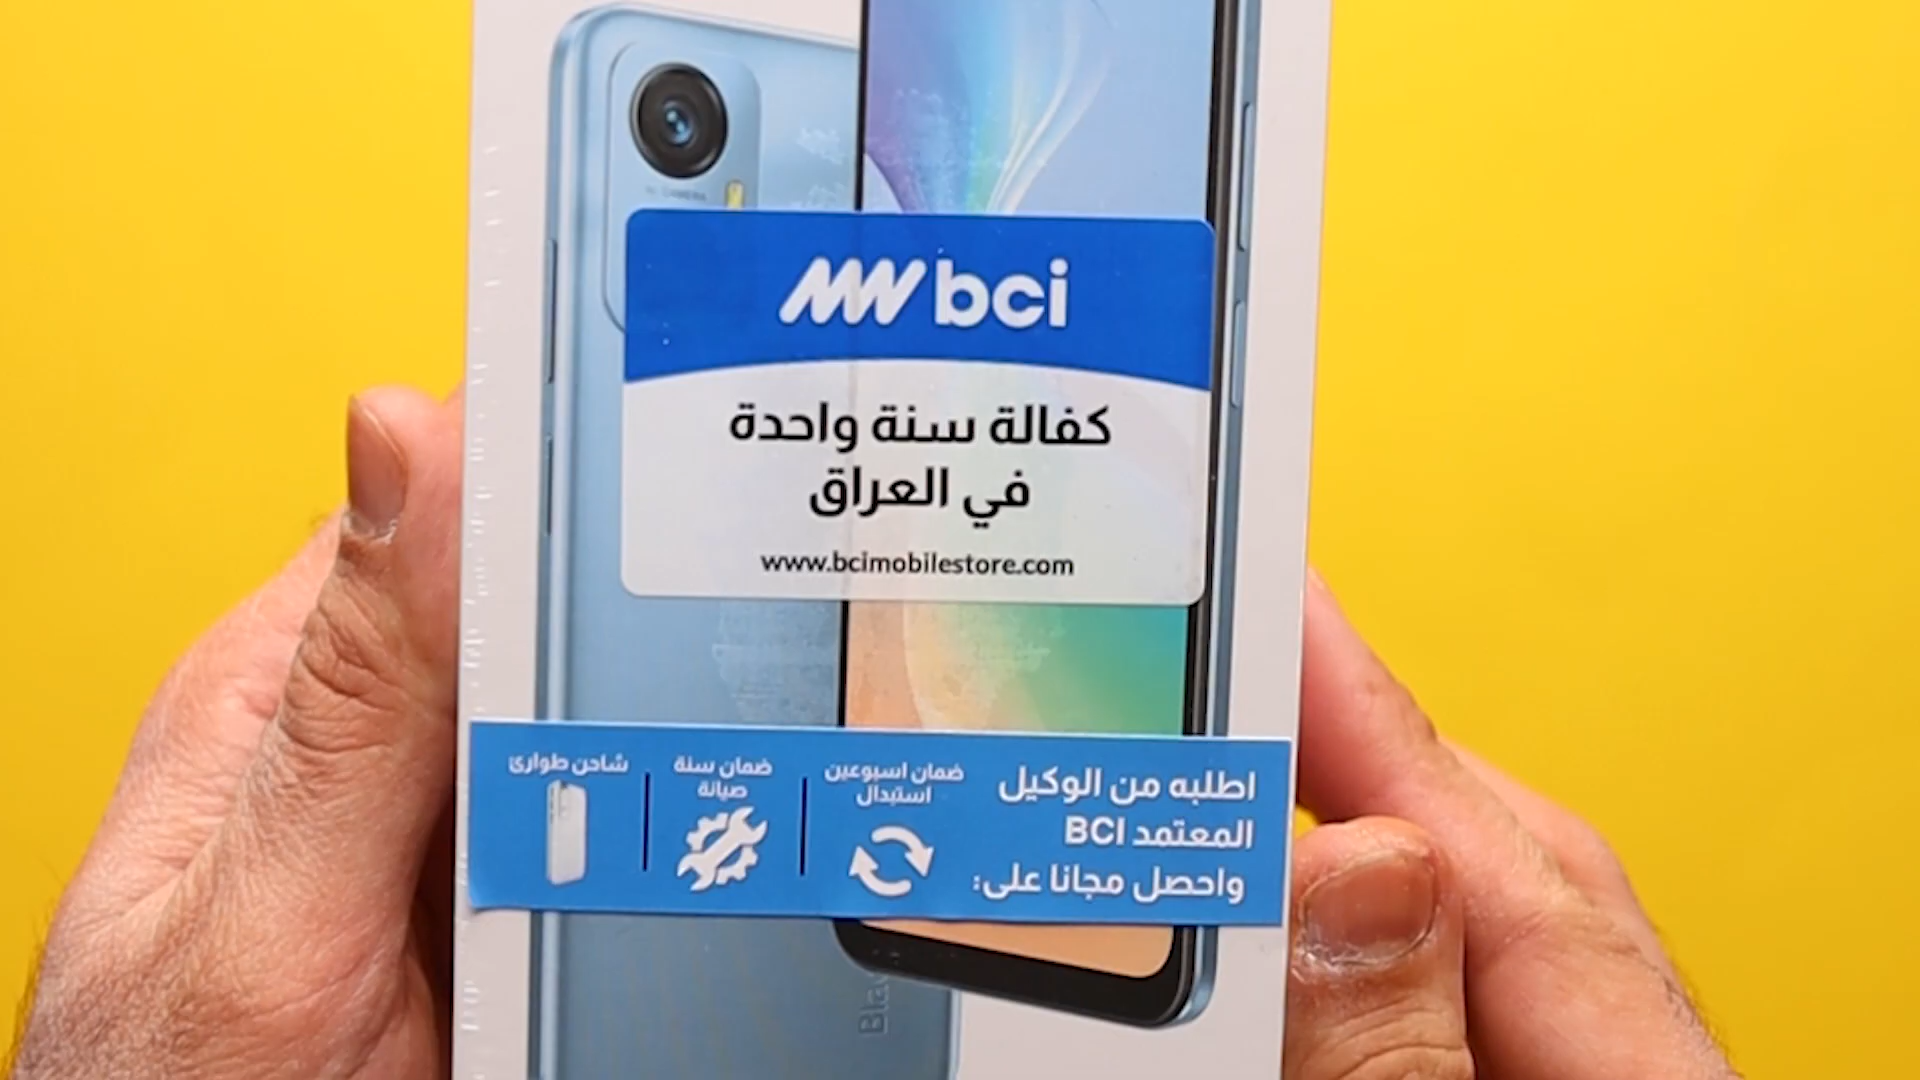 bci
كفالة سنة واحدة
في العراق
www.bcimobilestore.com
اطلبه من الوكيل
المعتمد BCI
واحصل مجانا على:
ضمان اسبوعين
استبدال
ضمان سنة
صيانة
شاحن طوارئ